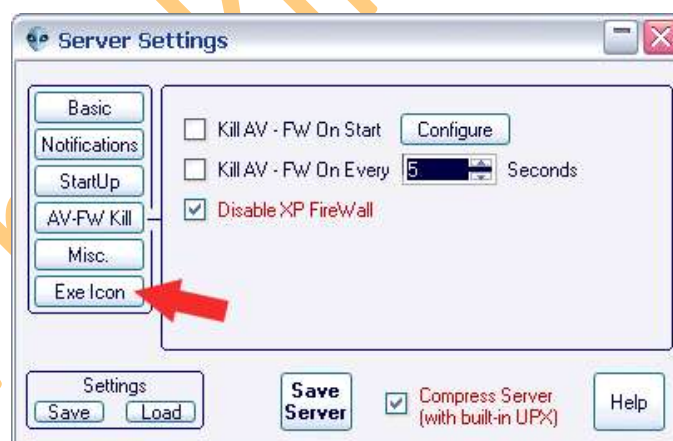 Server Settings
Basic
Notifications
StartUp
AV-FW Kill
Misc.
Exe Icon
Kill AV - FW On Start Configure
Kill AV - FW On Every 5 Seconds
Disable XP FireWall
Settings
Save Load
Save
Server
Compress Server
(with built-in UPX)
Help